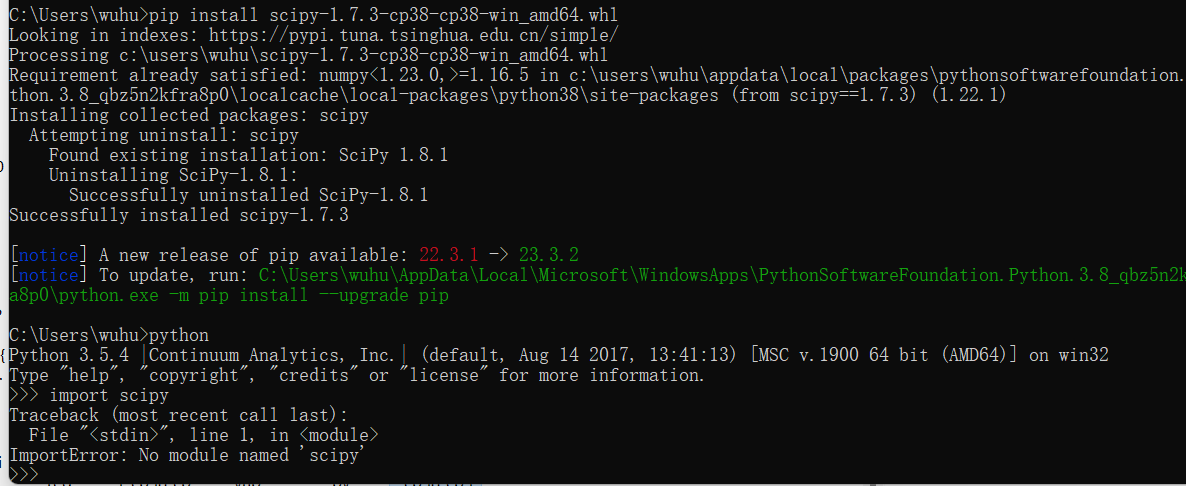 C:\Users\wuhu>pip install scipy-1.7.3-cp38-cp38-win_amd64.whl
Looking in indexes: https://pypi.tuna.tsinghua.edu.cn/simple/
Processing c:\users\wuhu\scipy-1.7.3-cp38-cp38-win_amd64.whl
Requirement already satisfied: numpy<1.23.0,>=1.16.5 in c:\users\wuhu\appdata\local\packages\pythonsoftwarefoundation.
thon.3.8_qbz5n2kfra8p0\localcache\local-packages\python38\site-packages (from scipy==1.7.3) (1.22.1)
Installing collected packages: scipy
  Attempting uninstall: scipy
    Found existing installation: SciPy 1.8.1
    Uninstalling SciPy-1.8.1:
      Successfully uninstalled SciPy-1.8.1
Successfully installed scipy-1.7.3
[notice] A new release of pip available: 22.3.1 -> 23.3.2
[notice] To update, run: C:\Users\wuhu\AppData\Local\Microsoft\WindowsApps\PythonSoftwareFoundation.Python.3.8_qbz5n2k
a8p0\python.exe -m pip install --upgrade pip
C:\Users\wuhu>python
Python 3.5.4 |Continuum Analytics, Inc.| (default, Aug 14 2017, 13:41:13) [MSC v.1900 64 bit (AMD64)] on win32
Type "help", "copyright", "credits" or "license" for more information.
>>> import scipy
Traceback (most recent call last):
  File "<stdin>", line 1, in <module>
ImportError: No module named 'scipy'
>>>